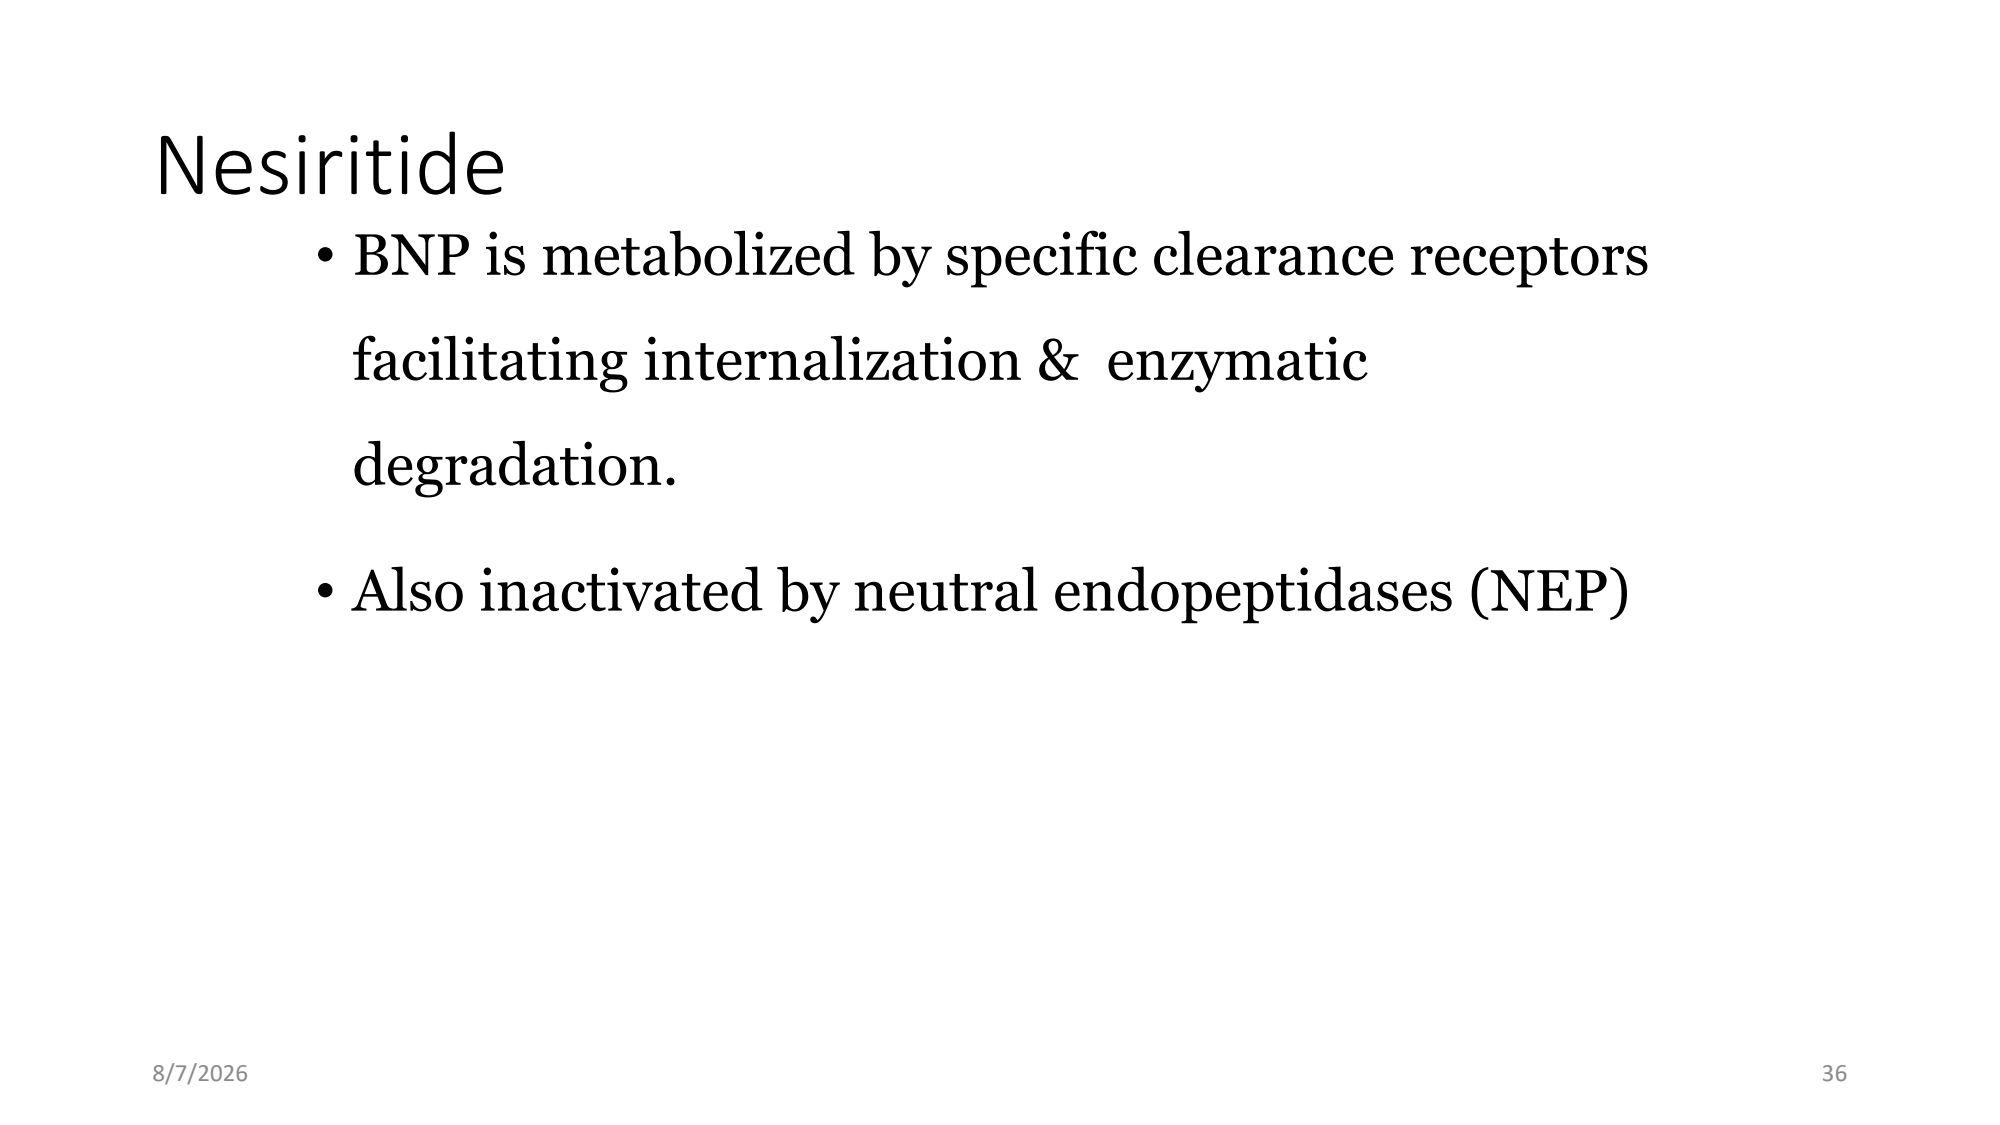 Nesiritide
• BNP is metabolized by specific clearance receptors
facilitating internalization &  enzymatic
degradation.
• Also inactivated by neutral endopeptidases (NEP)
8/7/2026
36